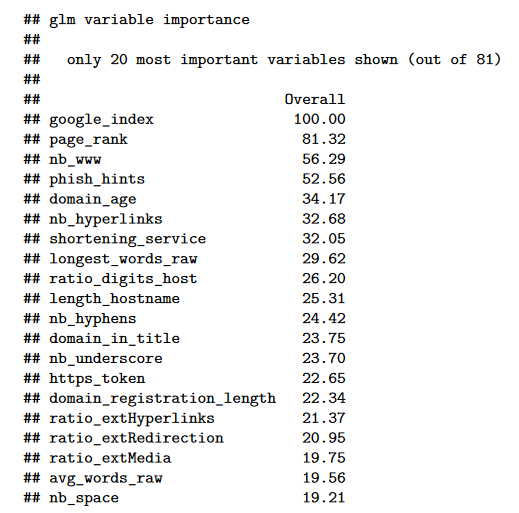 ## glm variable importance
##
##   only 20 most important variables shown (out of 81)
##
##                              Overall
## google_index                 100.00
## page_rank                     81.32
## nb_www                        56.29
## phish_hints                   52.56
## domain_age                    34.17
## nb_hyperlinks                 32.68
## shortening_service            32.05
## longest_words_raw             29.62
## ratio_digits_host             26.20
## length_hostname               25.31
## nb_hyphens                    24.42
## domain_in_title               23.75
## nb_underscore                 23.70
## https_token                   22.65
## domain_registration_length    22.34
## ratio_extHyperlinks           21.37
## ratio_extRedirection          20.95
## ratio_extMedia                19.75
## avg_words_raw                 19.56
## nb_space                      19.21